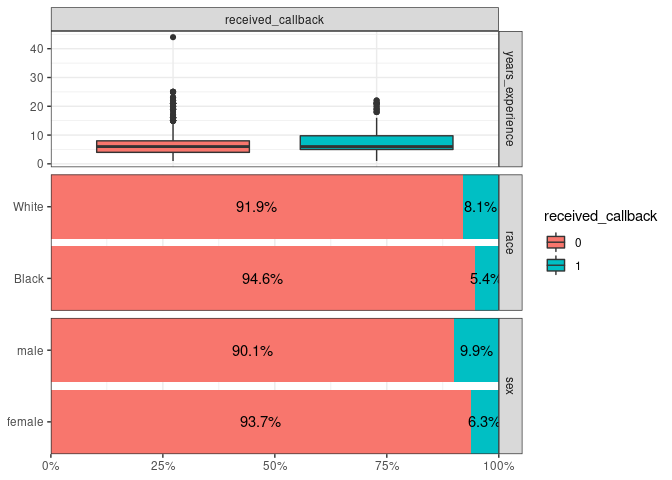 received_callback
40
30
20
10
0
years_experience
White
91.9%
8.1%
Black
94.6%
5.4%
race
male
90.1%
9.9%
female
93.7%
6.3%
sex
0%
25%
50%
75%
100%
received_callback
0
1